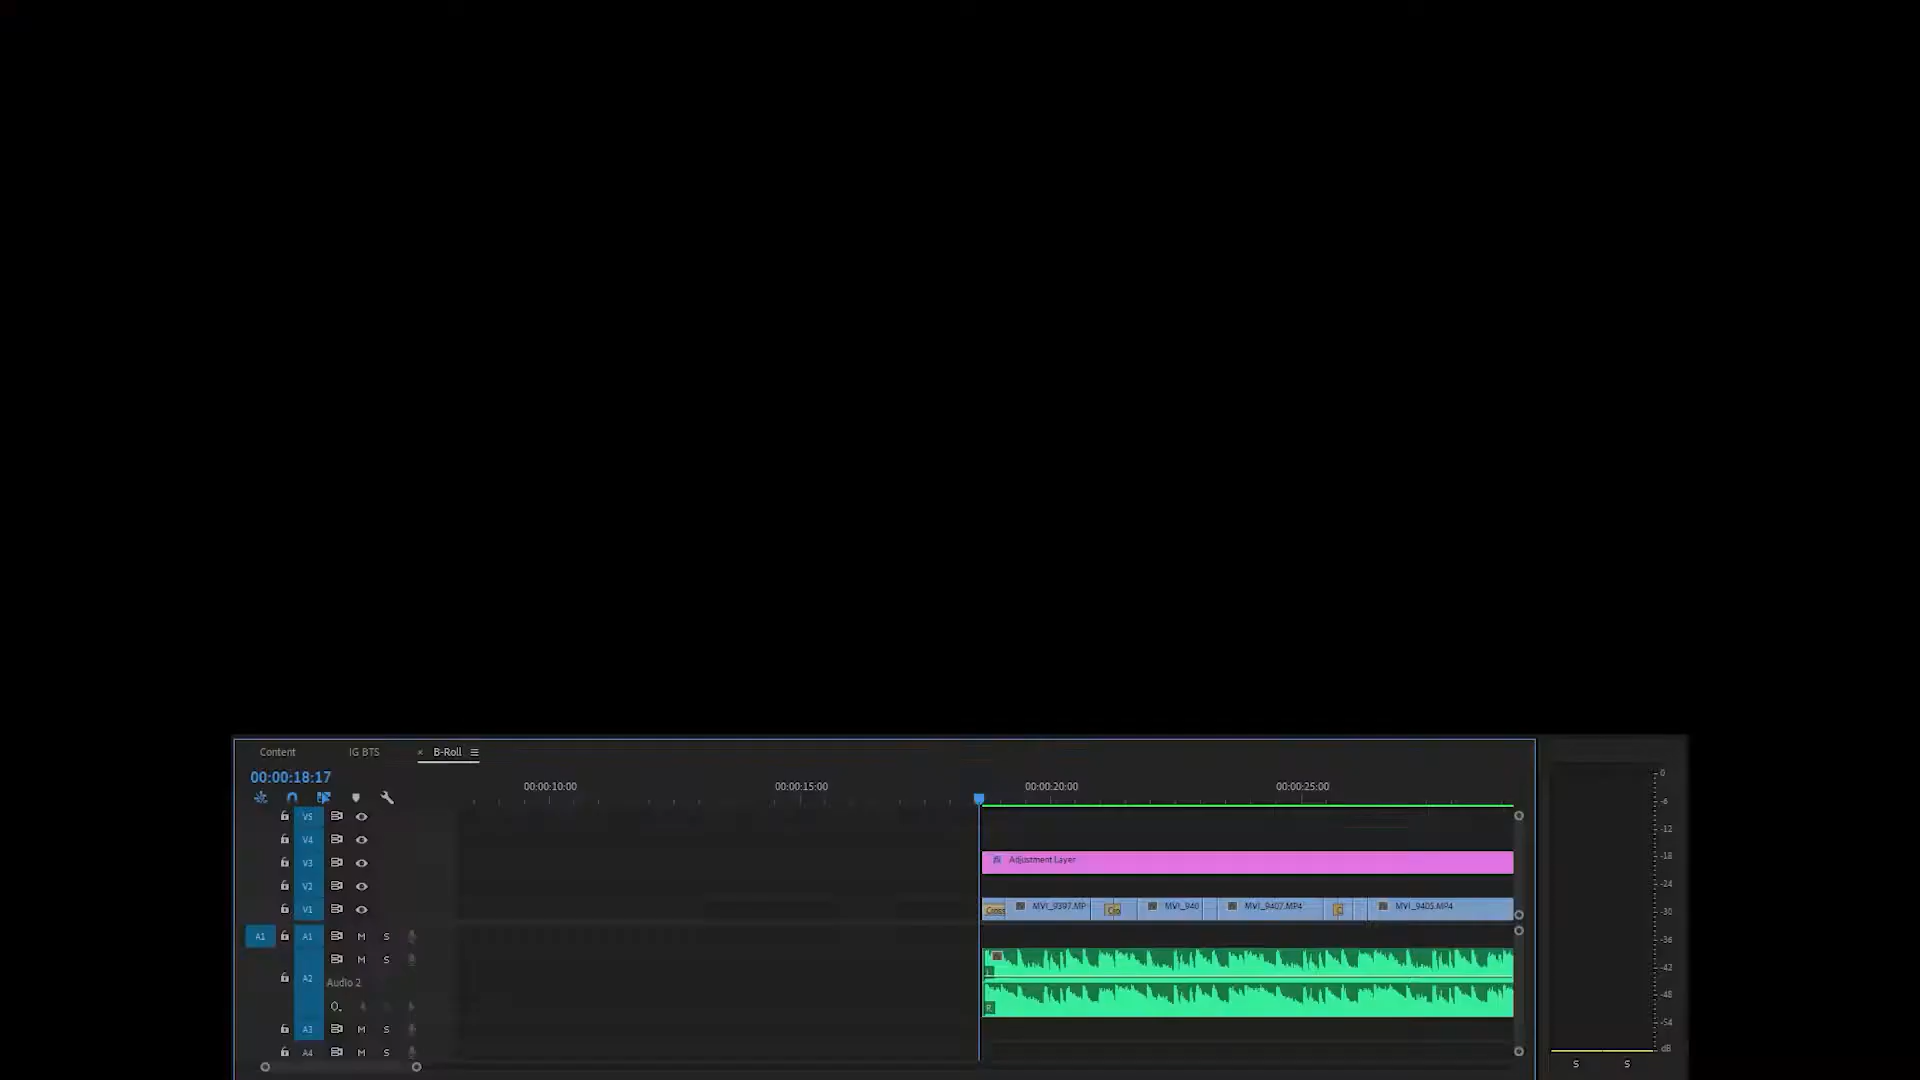 Content IG BTS × B-Roll
00:00:18:17
00:00:10:00 00:00:15:00 00:00:20:00 00:00:25:00
V5
V4
V3 Adjustment Layer
V2
V1 Cross MVI_9397.MP Cro MVI_940 MVI_9407.MP4 C MVI_9405.MP4
A1 A1 M S
M S
A2
L
Audio 2
R
A3 M S
A4 M S
0
-6
-12
-18
-24
-30
-36
-42
-48
-54
dB
S S